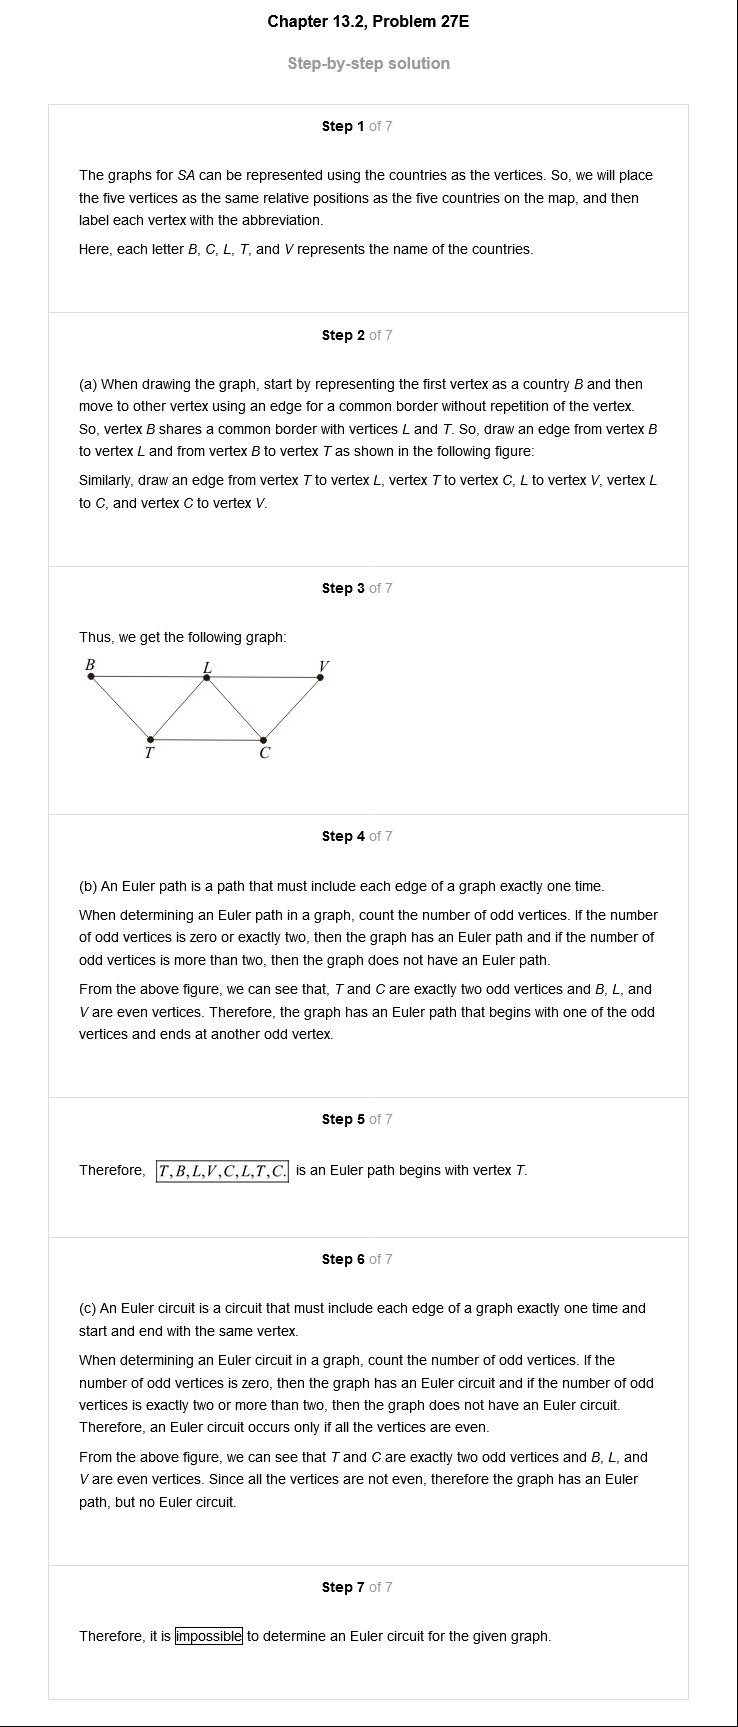 Chapter 13.2, Problem 27E
Step-by-step solution
Step 1 of 7
The graphs for SA can be represented using the countries as the vertices. So, we will place
the five vertices as the same relative positions as the five countries on the map, and then
label each vertex with the abbreviation.
Here, each letter B, C, L, T, and V represents the name of the countries.
Step 2 of 7
(a) When drawing the graph, start by representing the first vertex as a country B and then
move to other vertex using an edge for a common border without repetition of the vertex.
So, vertex B shares a common border with vertices L and T. So, draw an edge from vertex B
to vertex L and from vertex B to vertex T as shown in the following figure:
Similarly, draw an edge from vertex T to vertex L, vertex T to vertex C, L to vertex V, vertex L
to C, and vertex C to vertex V.
Step 3 of 7
Thus, we get the following graph:
B L V
T C
Step 4 of 7
(b) An Euler path is a path that must include each edge of a graph exactly one time.
When determining an Euler path in a graph, count the number of odd vertices. If the number
of odd vertices is zero or exactly two, then the graph has an Euler path and if the number of
odd vertices is more than two, then the graph does not have an Euler path.
From the above figure, we can see that, T and C are exactly two odd vertices and B, L, and
V are even vertices. Therefore, the graph has an Euler path that begins with one of the odd
vertices and ends at another odd vertex.
Step 5 of 7
Therefore, T,B,L,V,C,L,T,C. is an Euler path begins with vertex T.
Step 6 of 7
(c) An Euler circuit is a circuit that must include each edge of a graph exactly one time and
start and end with the same vertex.
When determining an Euler circuit in a graph, count the number of odd vertices. If the
number of odd vertices is zero, then the graph has an Euler circuit and if the number of odd
vertices is exactly two or more than two, then the graph does not have an Euler circuit.
Therefore, an Euler circuit occurs only if all the vertices are even.
From the above figure, we can see that T and C are exactly two odd vertices and B, L, and
V are even vertices. Since all the vertices are not even, therefore the graph has an Euler
path, but no Euler circuit.
Step 7 of 7
Therefore, it is impossible to determine an Euler circuit for the given graph.